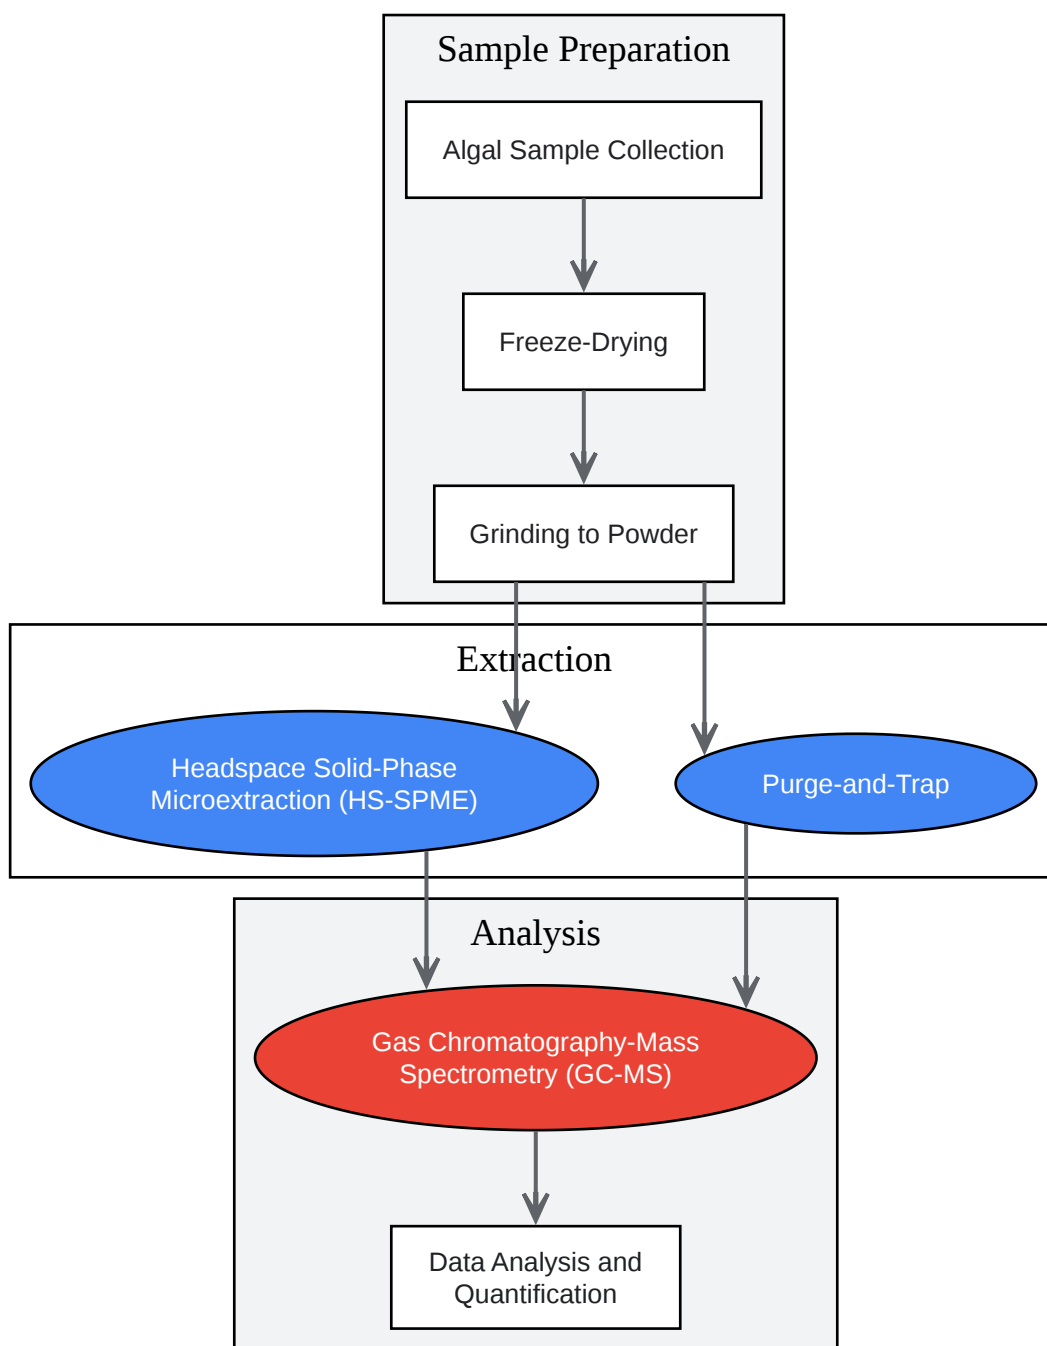 Sample Preparation
Algal Sample Collection
Freeze-Drying
Grinding to Powder
Extraction
Headspace Solid-Phase
Microextraction (HS-SPME)
Purge-and-Trap
Analysis
Gas Chromatography-Mass
Spectrometry (GC-MS)
Data Analysis and
Quantification